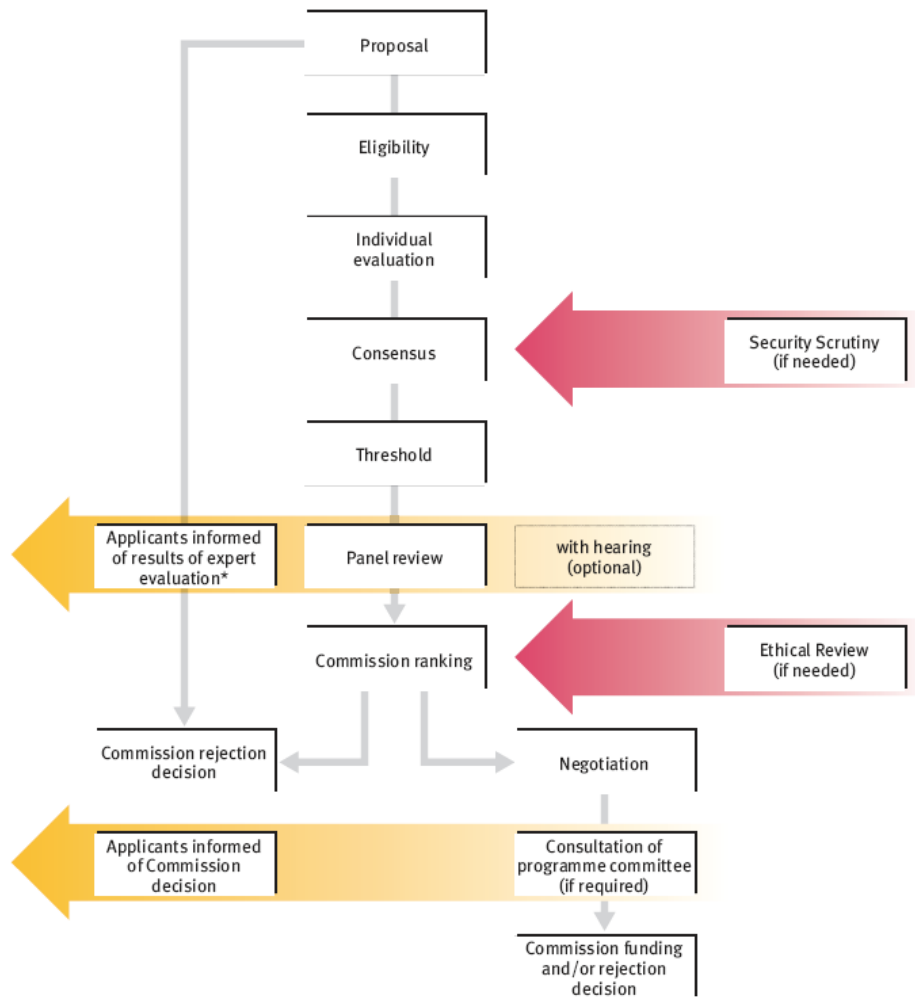 Proposal
Eligibility
Individual
evaluation
Consensus
Security Scrutiny
(if needed)
Threshold
Applicants informed
of results of expert
evaluation*
Panel review
with hearing
(optional)
Commission ranking
Ethical Review
(if needed)
Commission rejection
decision
Negotiation
Applicants informed
of Commission
decision
Consultation of
programme committee
(if required)
Commission funding
and/or rejection
decision